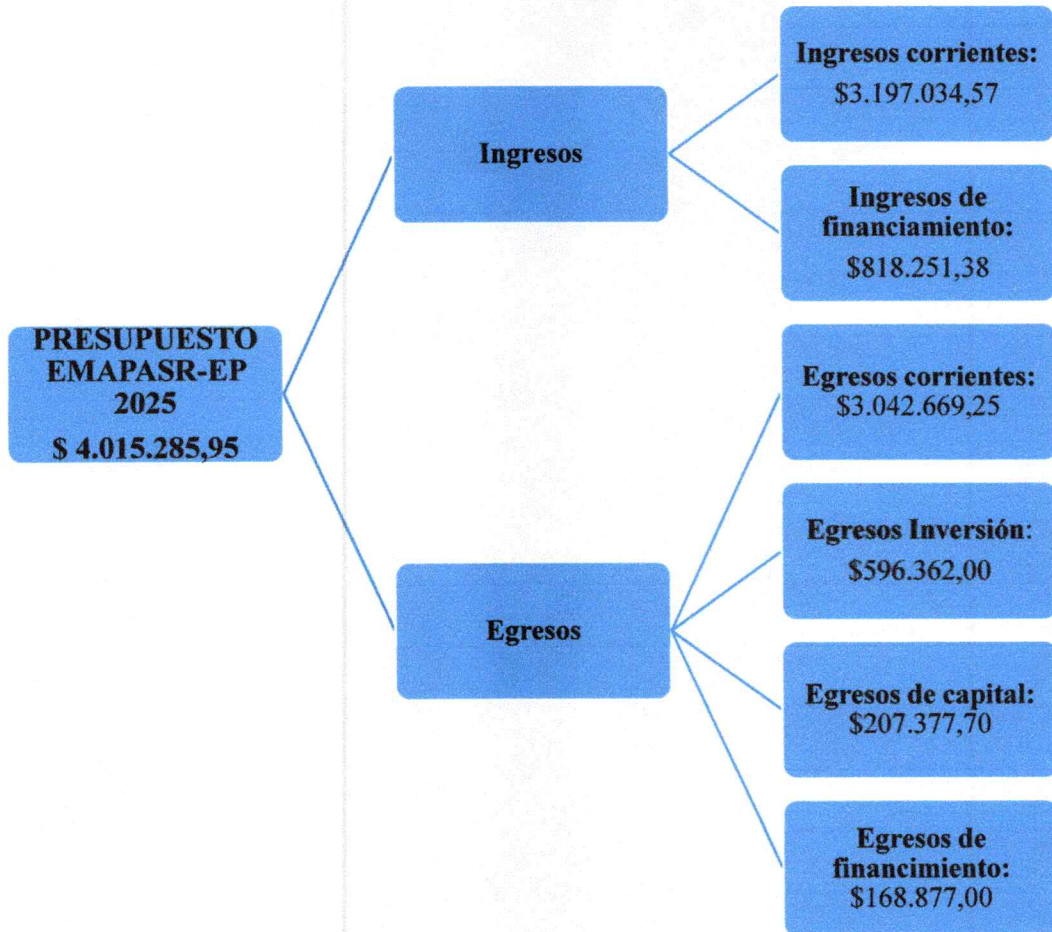 PRESUPUESTO
EMAPASR-EP
2025
$ 4.015.285,95
Ingresos
Ingresos corrientes:
$3.197.034,57
Ingresos de
financiamiento:
$818.251,38
Egresos
Egresos corrientes:
$3.042.669,25
Egresos Inversión:
$596.362,00
Egresos de capital:
$207.377,70
Egresos de
financimiento:
$168.877,00